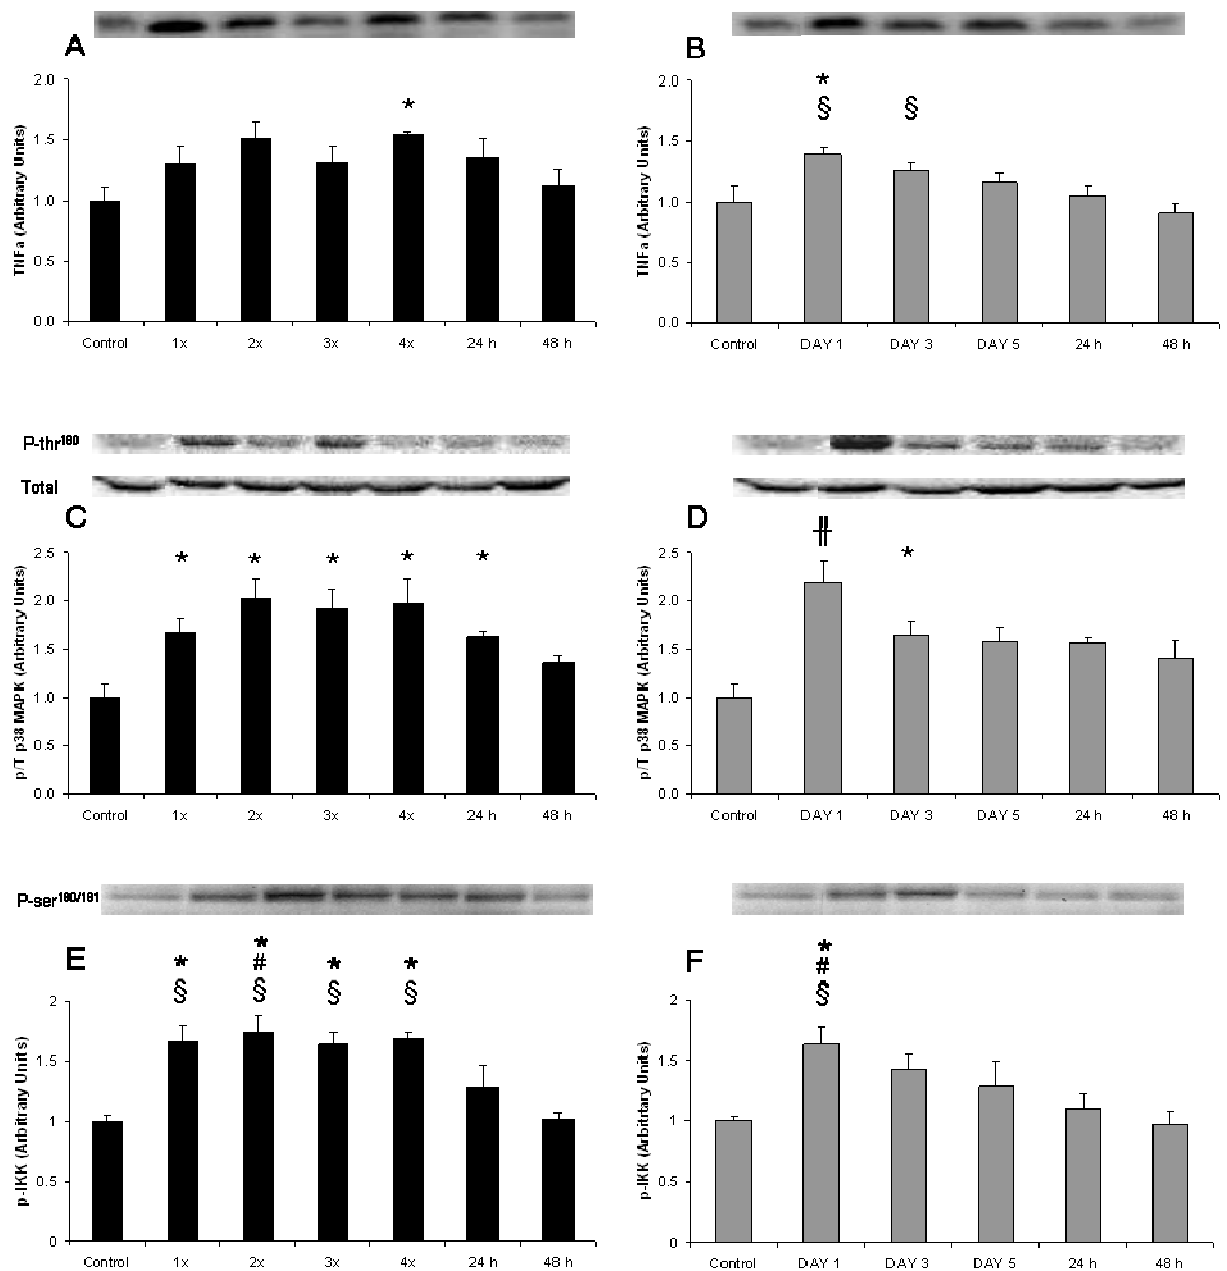 A
B
TNFa (Arbitrary Units)
2.0
1.5
1.0
0.5
0.0
*
Control 1x 2x 3x 4x 24 h 48 h
TNFa (Arbitrary Units)
2.0
1.5
1.0
0.5
0.0
*
§ §
Control DAY 1 DAY 3 DAY 5 24 h 48 h
P-thr180
Total
C
D
p/T p38 MAPK (Arbitrary Units)
2.5
2.0
1.5
1.0
0.5
0.0
* * * * *
Control 1x 2x 3x 4x 24 h 48 h
p/T p38 MAPK (Arbitrary Units)
2.5
2.0
1.5
1.0
0.5
0.0
ǂ *
Control DAY 1 DAY 3 DAY 5 24 h 48 h
P-ser180/181
E
F
p-IKK (Arbitrary Units)
2
1.5
1
0.5
0
* * * *
#
§ § § §
Control 1x 2x 3x 4x 24 h 48 h
p-IKK (Arbitrtary Units)
2
1.5
1
0.5
0
*
#
§
Control DAY 1 DAY 3 DAY 5 24 h 48 h